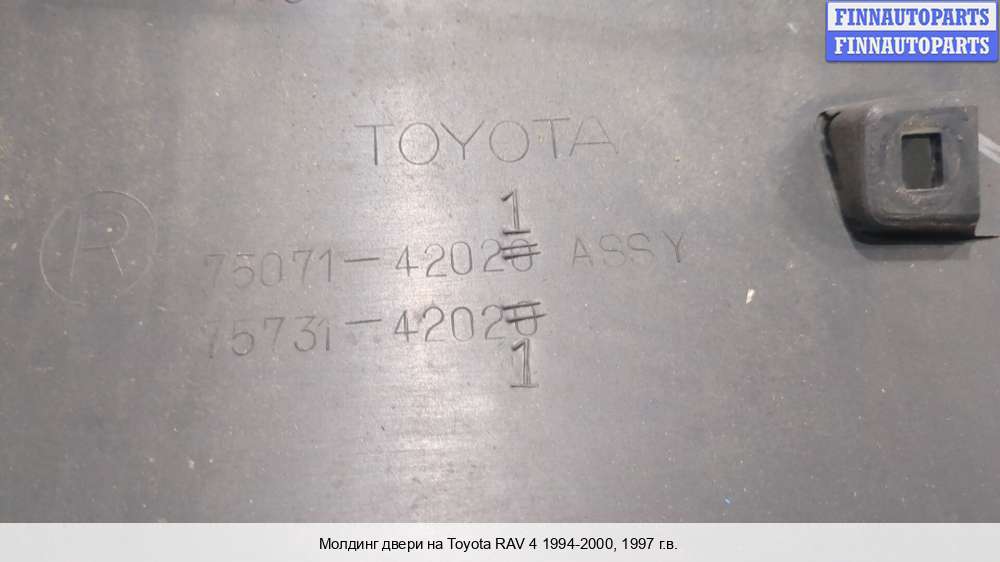 FINNAUTOPARTS
FINNAUTOPARTS
TOYOTA
R
1
75071-42020 ASSY
75731-42020
1
Молдинг двери на Toyota RAV 4 1994-2000, 1997 г.в.